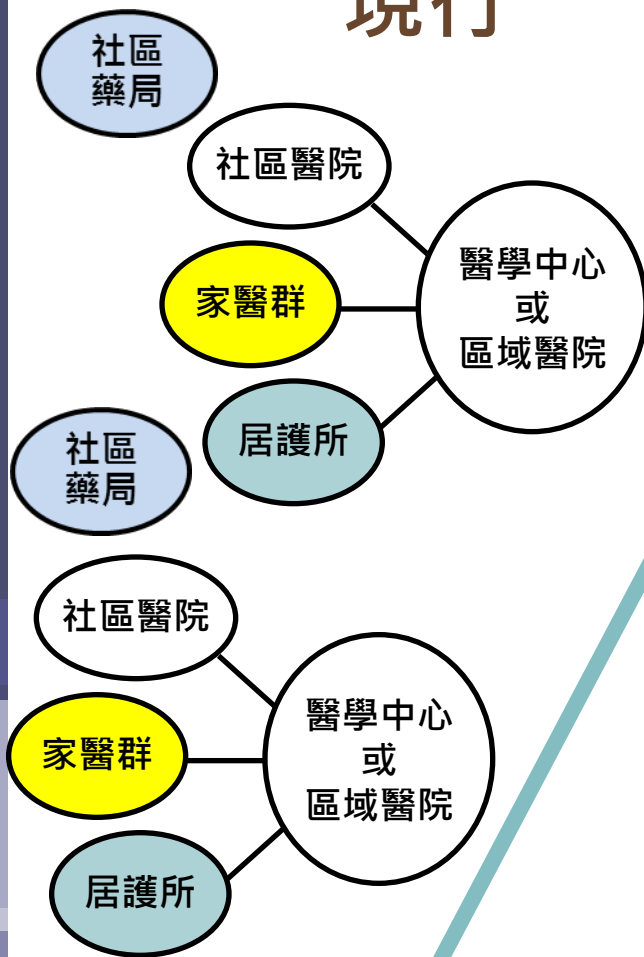 現行
社區
藥局
社區醫院
醫學中心
或
區域醫院
家醫群
居護所
社區
藥局
社區醫院
醫學中心
或
區域醫院
家醫群
居護所